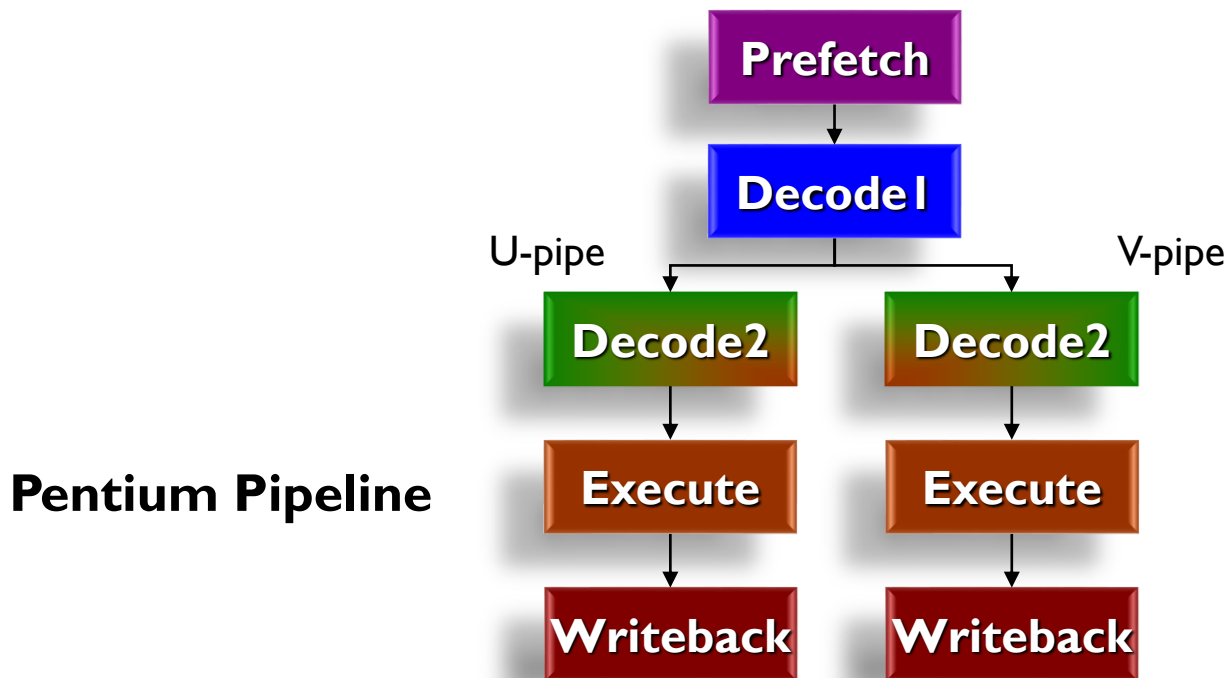 Prefetch
Decode1
U-pipe
V-pipe
Decode2
Decode2
Pentium Pipeline
Execute
Execute
Writeback
Writeback